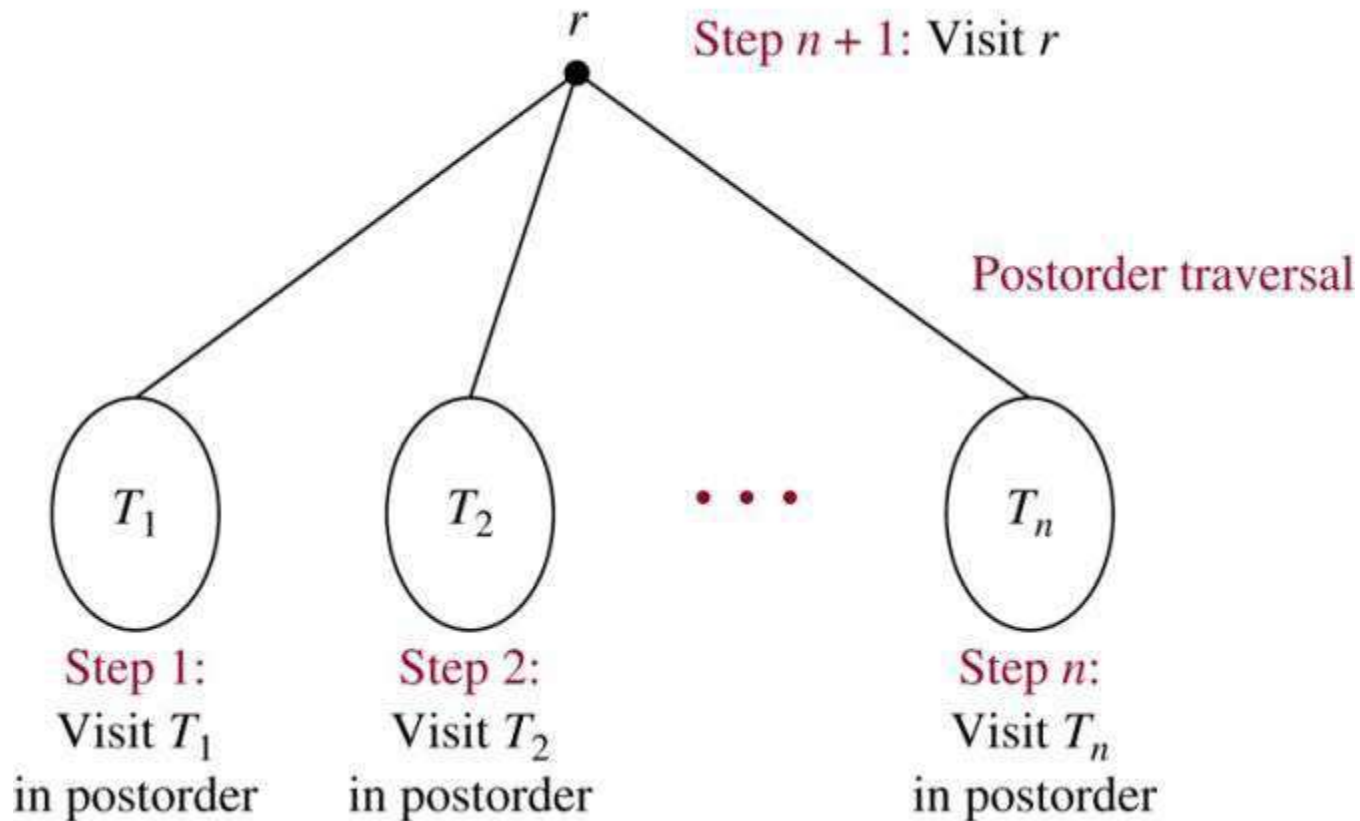 r
Step n + 1: Visit r
Postorder traversal
T₁
T₂
Tₙ
Step 1:
Visit T₁
in postorder
Step 2:
Visit T₂
in postorder
Step n:
Visit Tₙ
in postorder